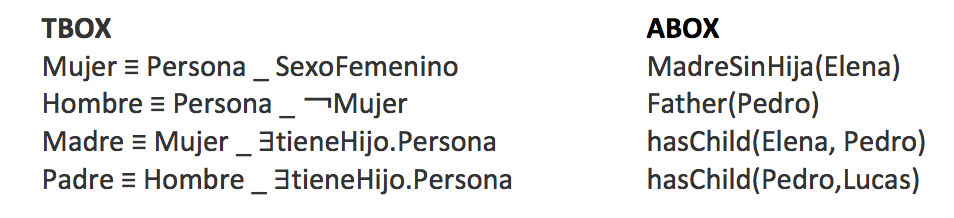 TBOX
Mujer ≡ Persona _ SexoFemenino
Hombre ≡ Persona _ ¬Mujer
Madre ≡ Mujer _ ∃tieneHijo.Persona
Padre ≡ Hombre _ ∃tieneHijo.Persona
ABOX
MadreSinHija(Elena)
Father(Pedro)
hasChild(Elena, Pedro)
hasChild(Pedro,Lucas)